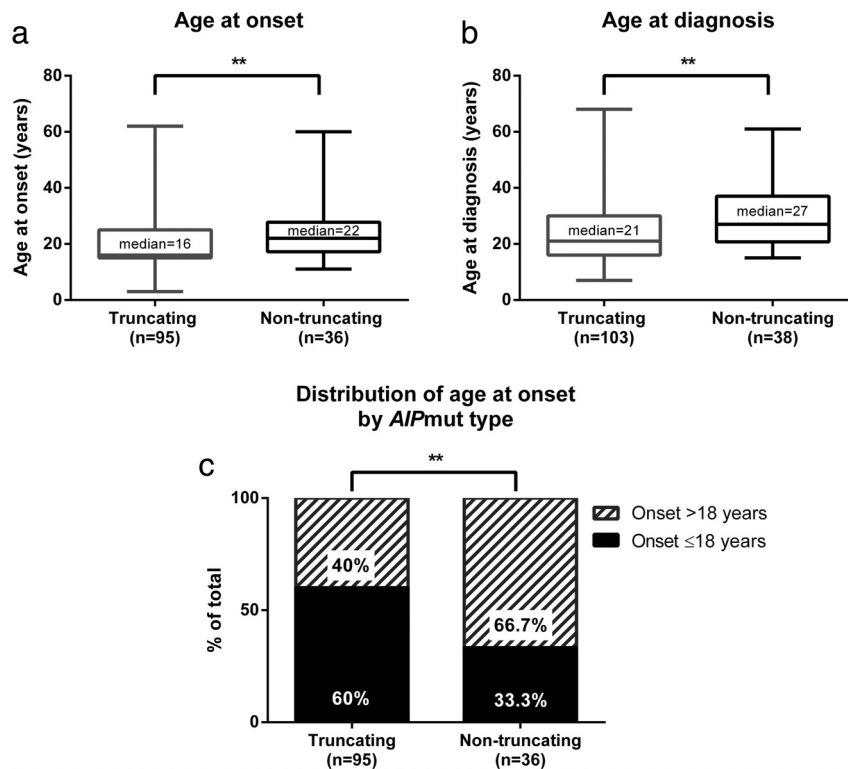 a
Age at onset
**
Age at onset (years)
80
60
40
20
0
median=16
median=22
Truncating
(n=95)
Non-truncating
(n=36)
b
Age at diagnosis
**
Age at diagnosis (years)
80
60
40
20
0
median=21
median=27
Truncating
(n=103)
Non-truncating
(n=38)
Distribution of age at onset
by AIPmut type
c
**
% of total
100
50
0
40%
60%
66.7%
33.3%
Truncating
(n=95)
Non-truncating
(n=36)
Onset >18 years
Onset ≤18 years